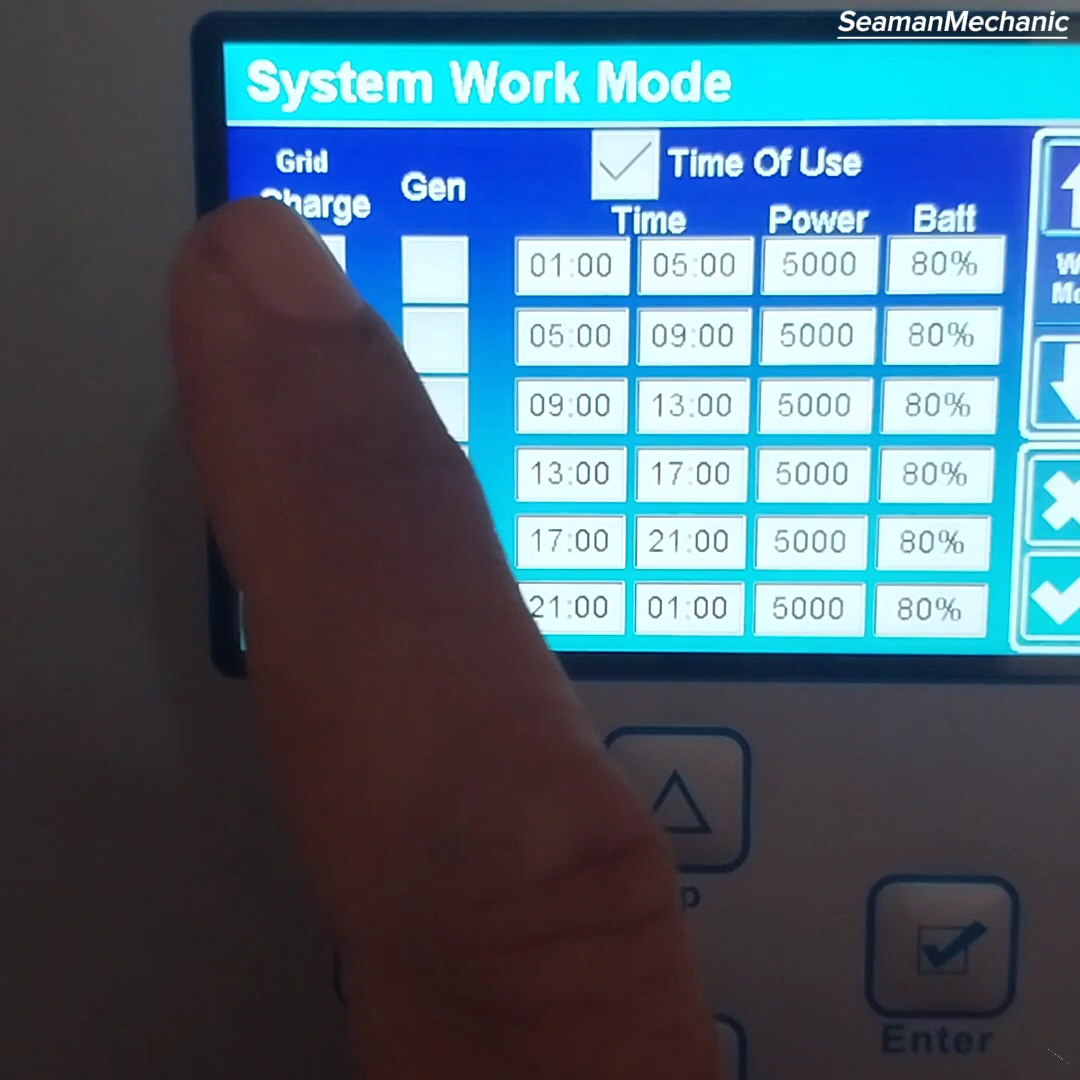 SeamanMechanic
System Work Mode
Grid
Charge
Gen
Time Of Use
Time
Power
Batt
01:00 05:00 5000 80%
05:00 09:00 5000 80%
09:00 13:00 5000 80%
13:00 17:00 5000 80%
17:00 21:00 5000 80%
21:00 01:00 5000 80%
Enter